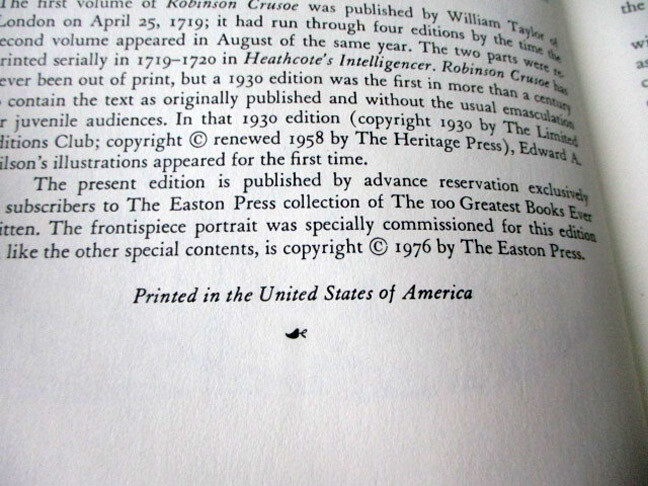 The first volume of Robinson Crusoe was published by William Taylor of
London on April 25, 1719; it had run through four editions by the time the
econd volume appeared in August of the same year. The two parts were re-
rinted serially in 1719–1720 in Heathcote's Intelligencer. Robinson Crusoe has
ever been out of print, but a 1930 edition was the first in more than a century
contain the text as originally published and without the usual emasculation
r juvenile audiences. In that 1930 edition (copyright 1930 by The Limited
ditions Club; copyright © renewed 1958 by The Heritage Press), Edward A.
ilson's illustrations appeared for the first time.
The present edition is published by advance reservation exclusively
subscribers to The Easton Press collection of The 100 Greatest Books Ever
itten. The frontispiece portrait was specially commissioned for this edition
like the other special contents, is copyright © 1976 by The Easton Press.
Printed in the United States of America
the